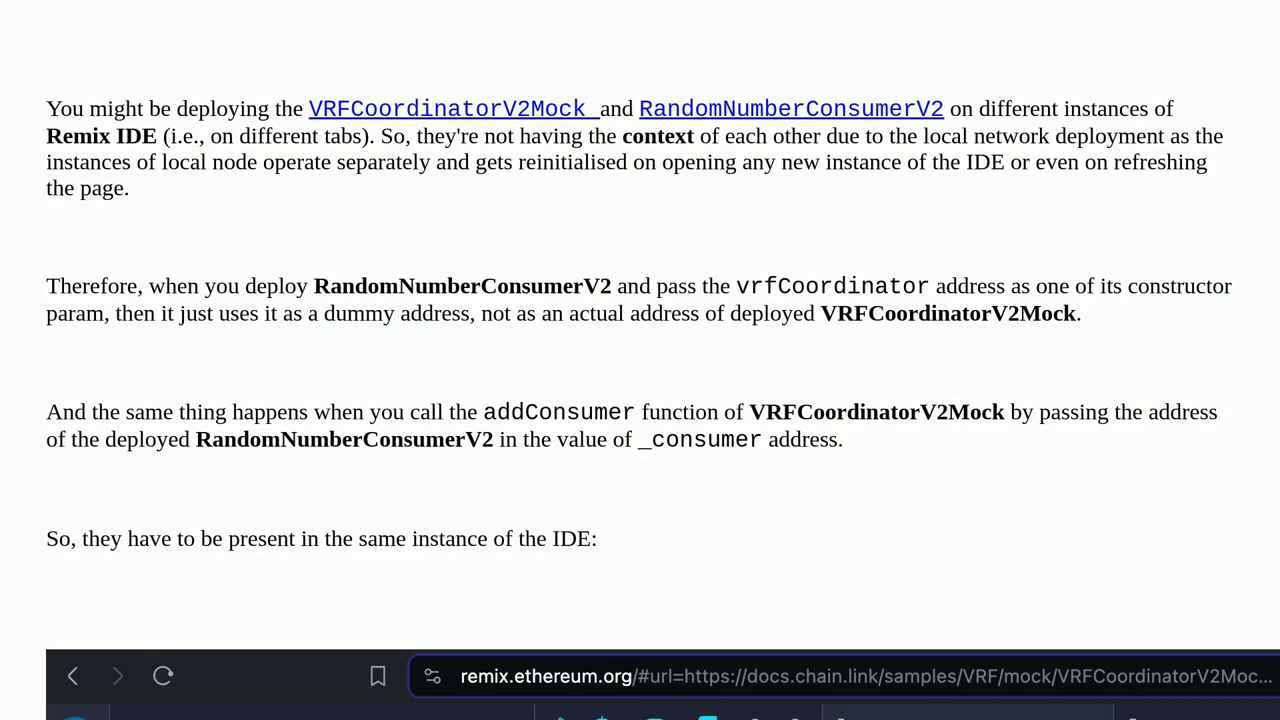 You might be deploying the VRFCoordinatorV2Mock and RandomNumberConsumerV2 on different instances of
Remix IDE (i.e., on different tabs). So, they're not having the context of each other due to the local network deployment as the
instances of local node operate separately and gets reinitialised on opening any new instance of the IDE or even on refreshing
the page.
Therefore, when you deploy RandomNumberConsumerV2 and pass the vrfCoordinator address as one of its constructor
param, then it just uses it as a dummy address, not as an actual address of deployed VRFCoordinatorV2Mock.
And the same thing happens when you call the addConsumer function of VRFCoordinatorV2Mock by passing the address
of the deployed RandomNumberConsumerV2 in the value of _consumer address.
So, they have to be present in the same instance of the IDE:
remix.ethereum.org/#url=https://docs.chain.link/samples/VRF/mock/VRFCoordinatorV2Moc...